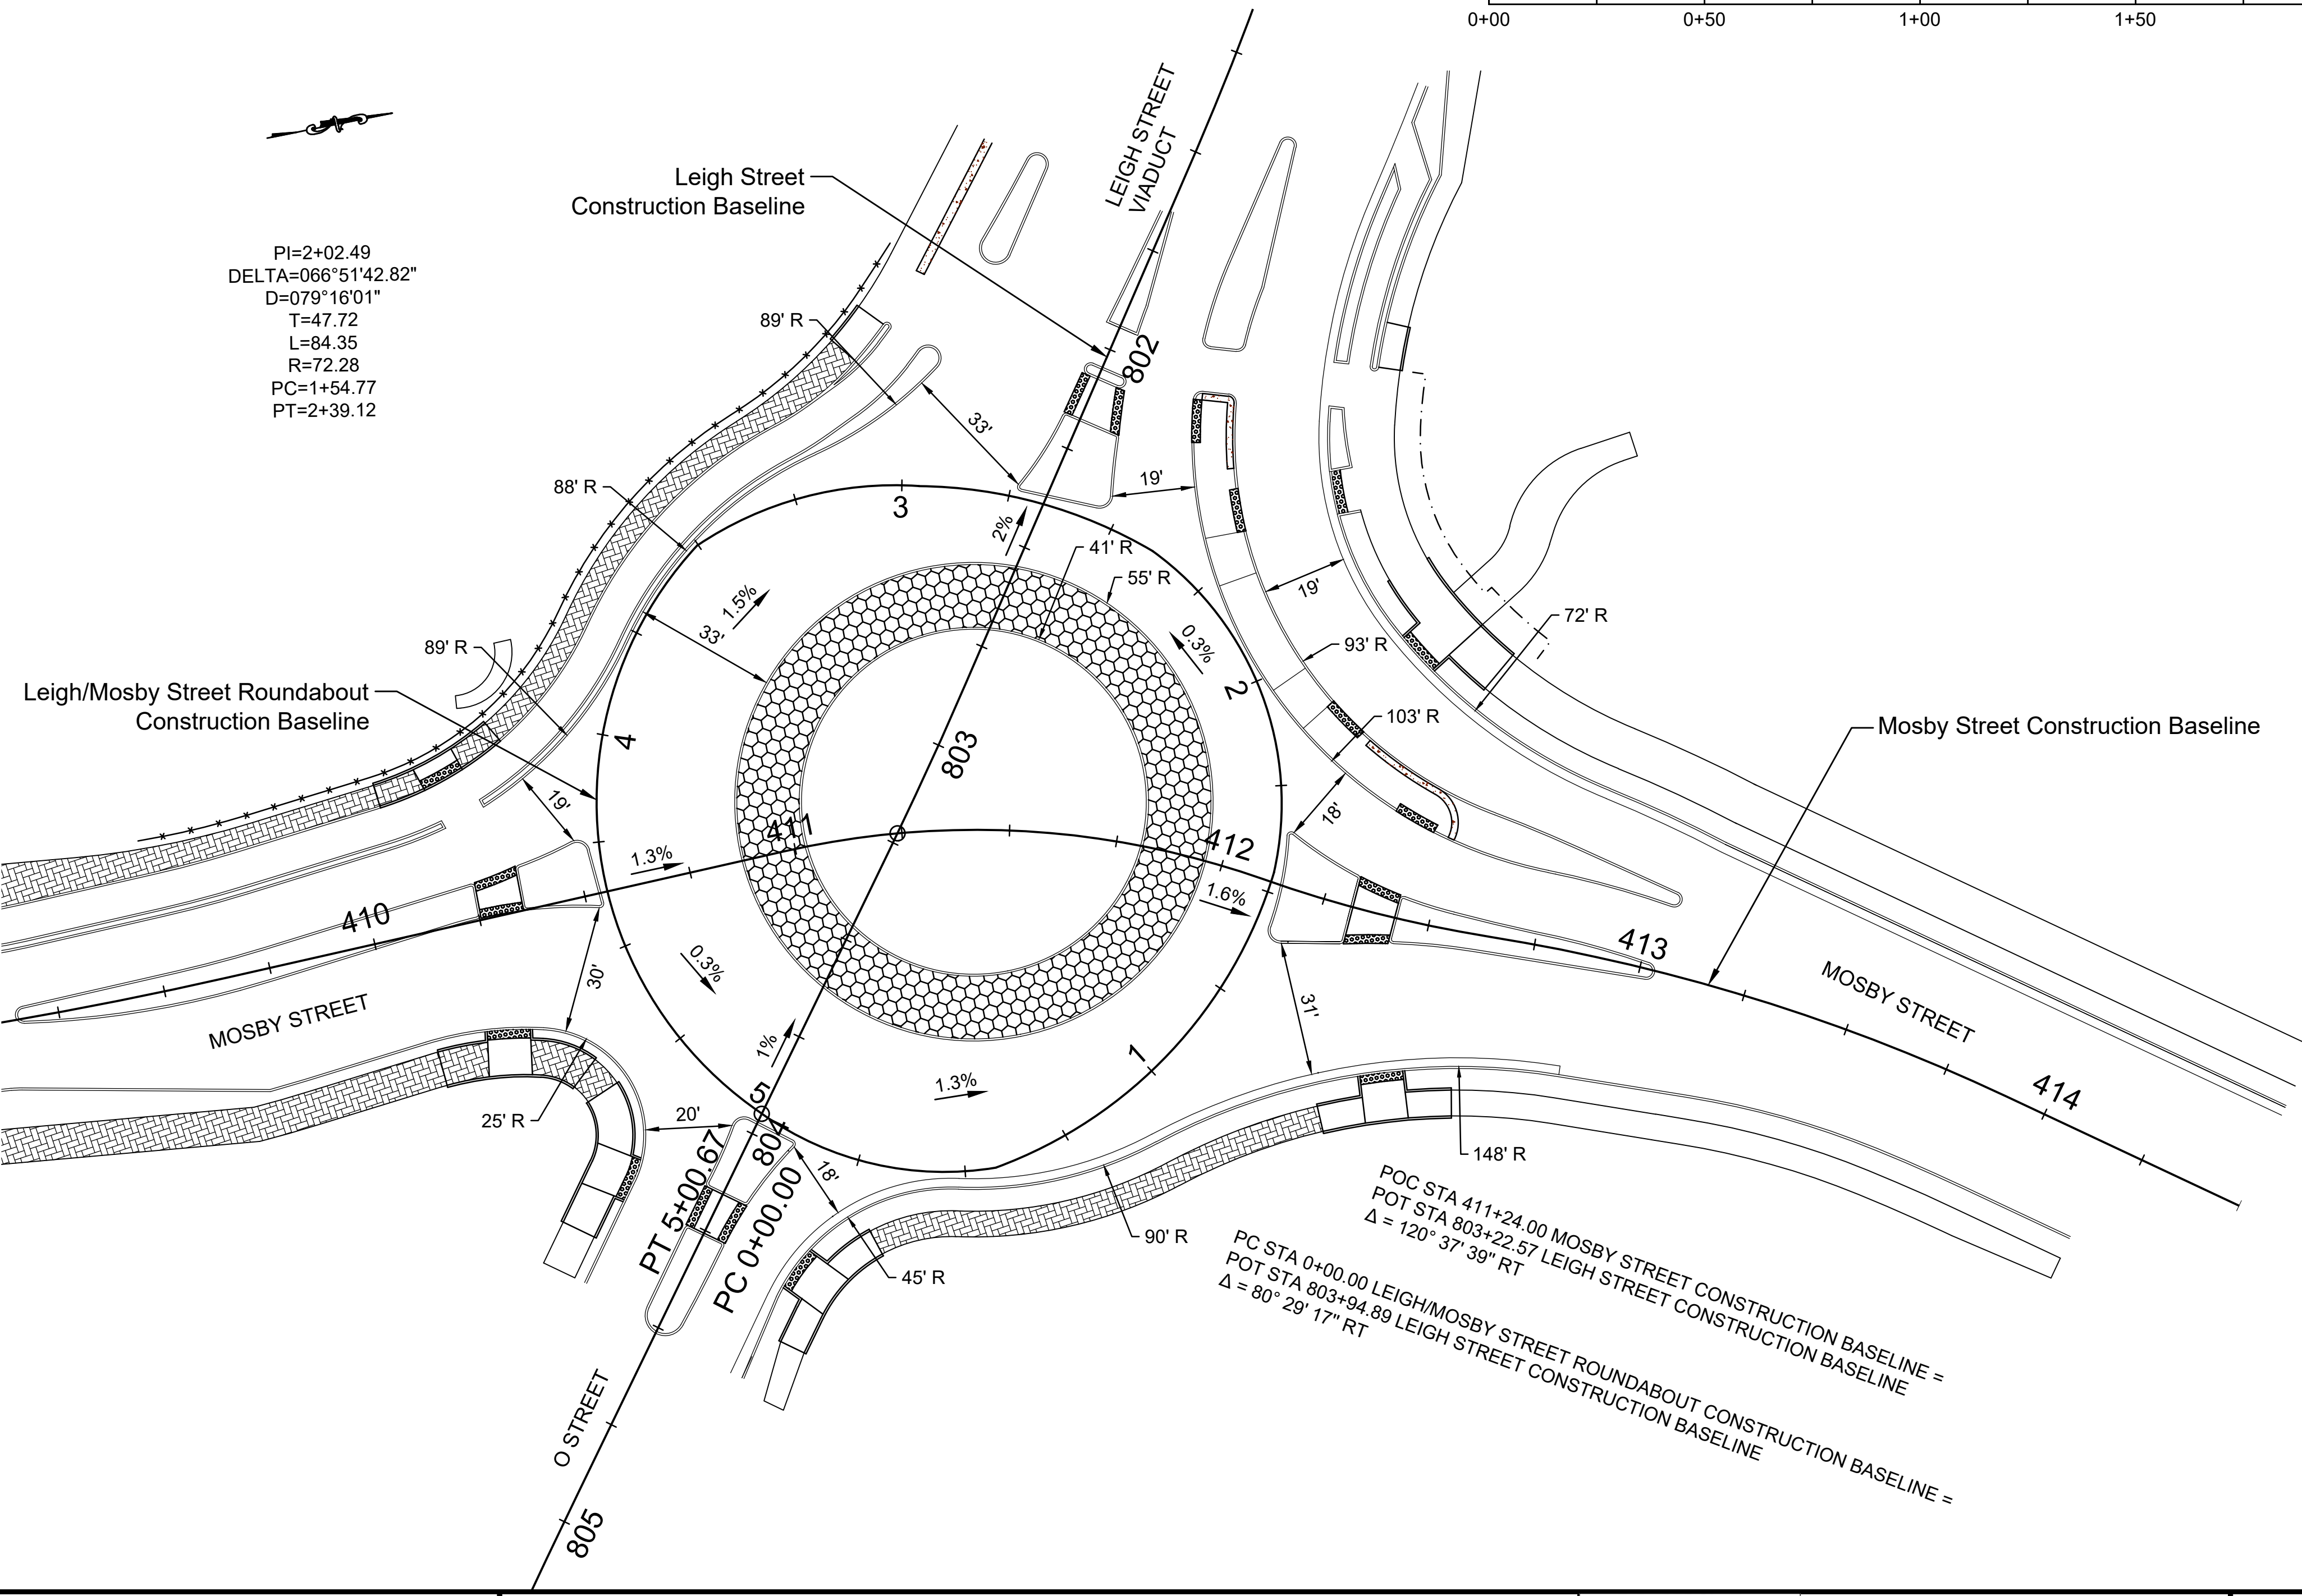 0+00
0+50
1+00
1+50
LEIGH STREET
VIADUCT
Leigh Street
Construction Baseline
PI=2+02.49
DELTA=066°51'42.82"
D=079°16'01"
T=47.72
L=84.35
R=72.28
PC=1+54.77
PT=2+39.12
89' R
802
33'
88' R
19'
3
2%
41' R
55' R
19'
1.5%
33'
72' R
0.3%
93' R
89' R
2
Leigh/Mosby Street Roundabout
Construction Baseline
4
103' R
Mosby Street Construction Baseline
803
19'
18'
411
412
1.3%
1.6%
410
413
0.3%
30'
31'
MOSBY STREET
MOSBY STREET
1%
1
1.3%
414
5
25' R
20'
804
148' R
18'
PT 5+00.67
PC 0+00.00
90' R
45' R
POC STA 411+24.00 MOSBY STREET CONSTRUCTION BASELINE =
POT STA 803+22.57 LEIGH STREET CONSTRUCTION BASELINE
Δ = 120° 37' 39" RT
PC STA 0+00.00 LEIGH/MOSBY STREET ROUNDABOUT CONSTRUCTION BASELINE =
POT STA 803+94.89 LEIGH STREET CONSTRUCTION BASELINE
Δ = 80° 29' 17" RT
O STREET
805